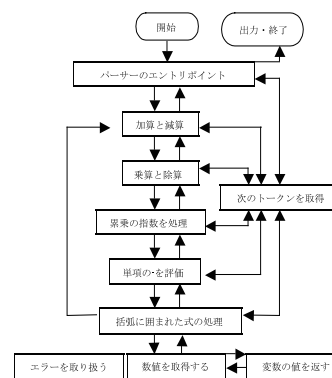 開始
出力・終了
パーサーのエントリポイント
加算と減算
乗算と除算
次のトークンを取得
累乗の指数を処理
単項の-を評価
括弧に囲まれた式の処理
エラーを取り扱う
数値を取得する
変数の値を返す